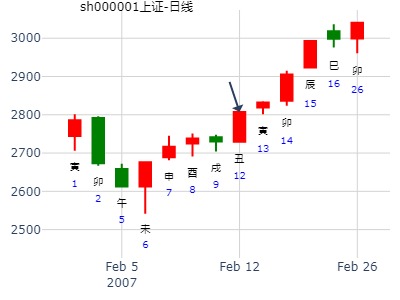 sh000001上证-日线
3000
2900
2800
2700
2600
2500
寅
1
卯
2
午
5
未
6
申
7
酉
8
戌
9
丑
12
寅
13
卯
14
辰
15
巳
16
卯
26
Feb 5
2007
Feb 12
Feb 26